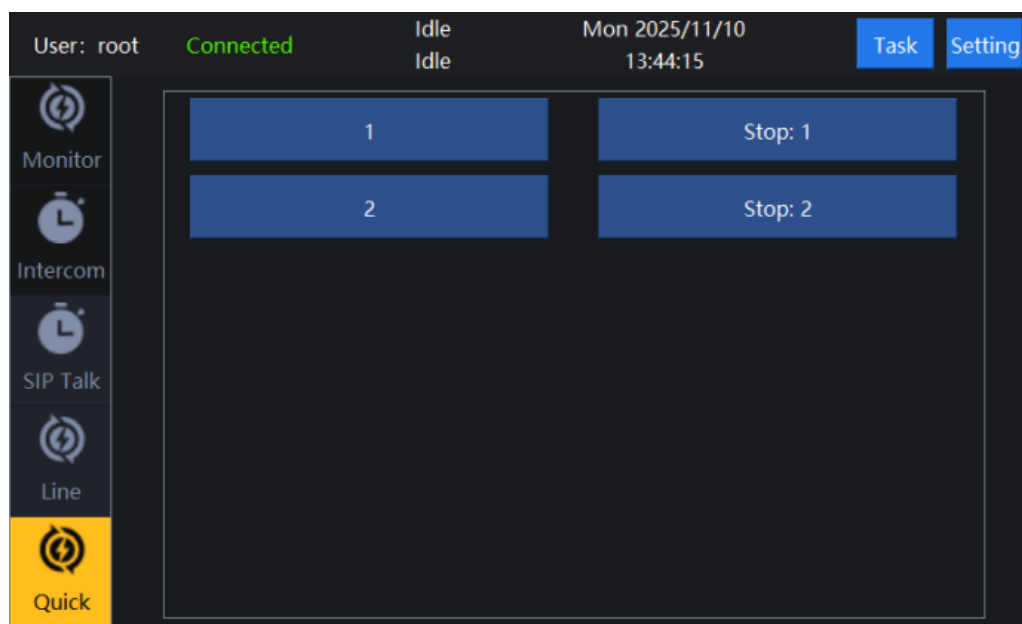 User: root Connected Idle Mon 2025/11/10 Task Setting
Idle 13:44:15
Monitor
Intercom
SIP Talk
Line
Quick
1 Stop: 1
2 Stop: 2